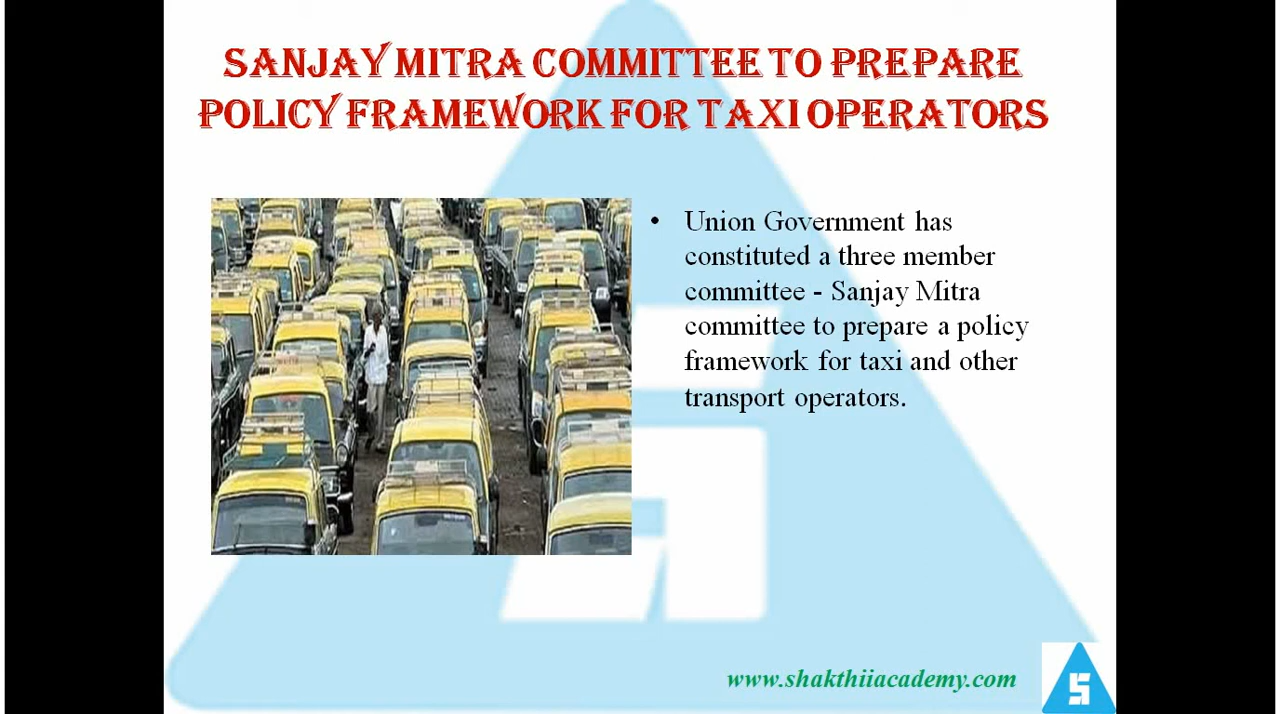 SANJAY MITRA COMMITTEE TO PREPARE
POLICY FRAMEWORK FOR TAXI OPERATORS
• Union Government has
constituted a three member
committee - Sanjay Mitra
committee to prepare a policy
framework for taxi and other
transport operators.
www.shakthiiacademy.com